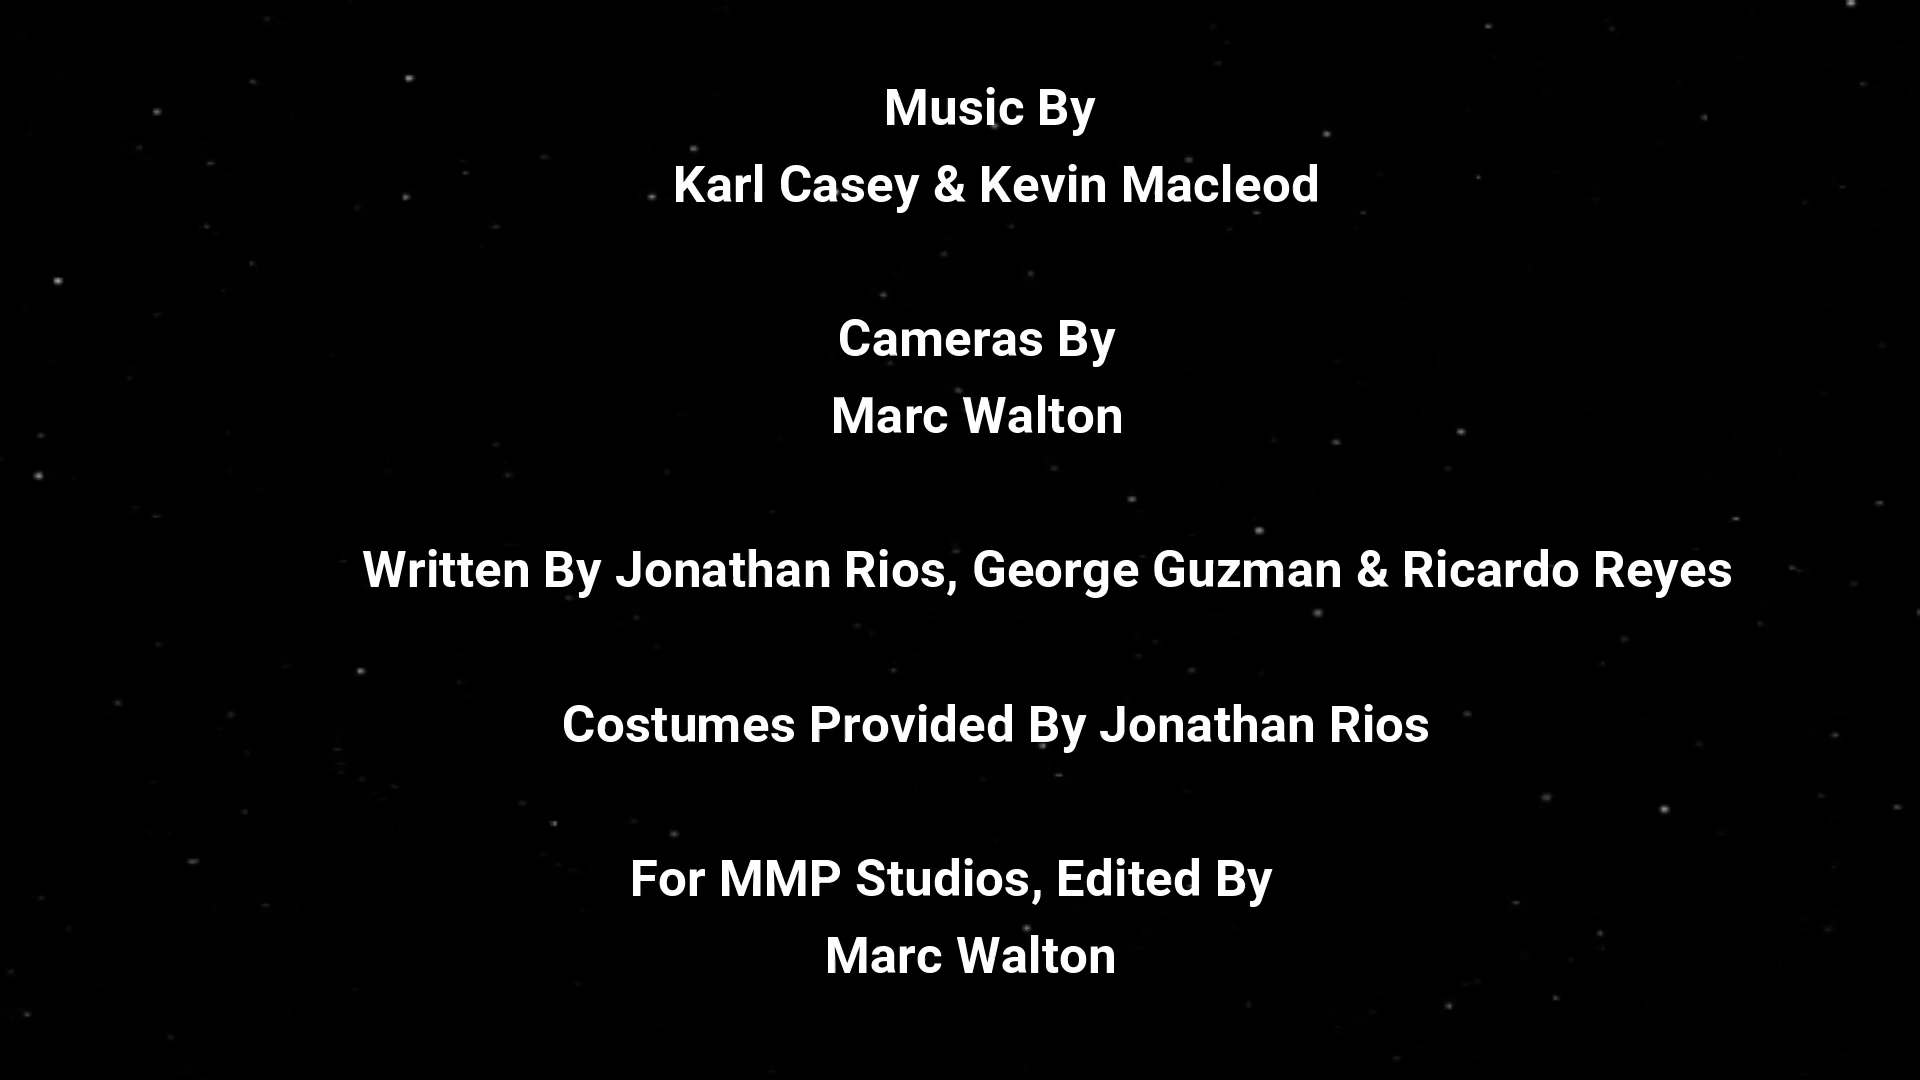 Music By
Karl Casey & Kevin Macleod
Cameras By
Marc Walton
Written By Jonathan Rios, George Guzman & Ricardo Reyes
Costumes Provided By Jonathan Rios
For MMP Studios, Edited By
Marc Walton